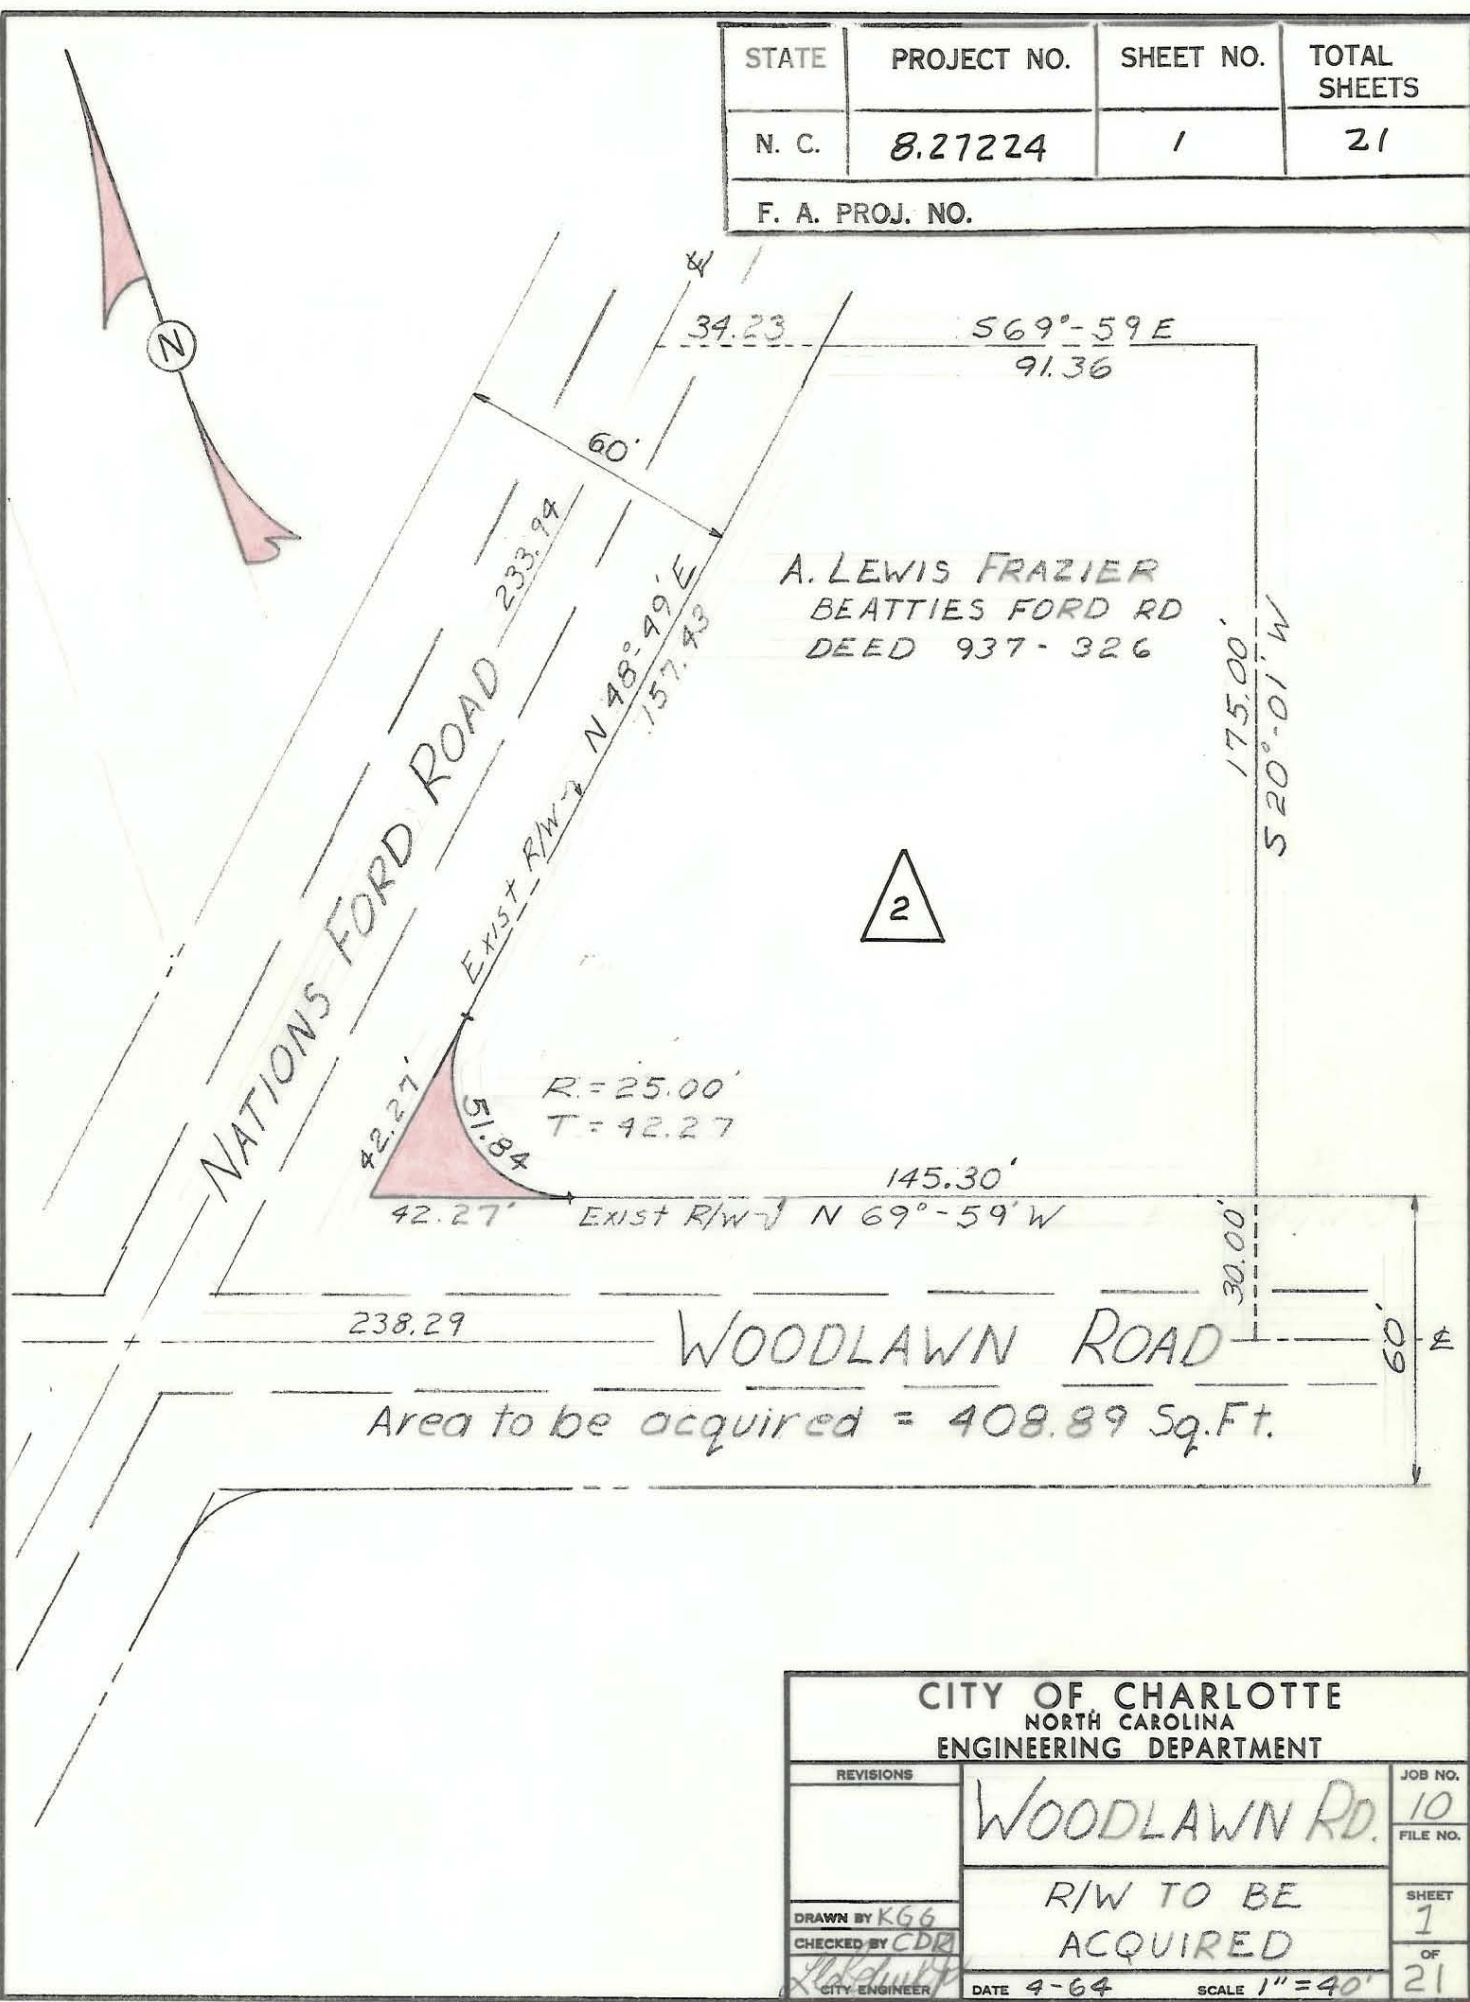 STATE PROJECT NO. SHEET NO. TOTAL SHEETS
N. C. 8.27224 1 21
F. A. PROJ. NO.
N
34.23
S69°-59 E
91.36
60'
233.94
N 48°-49' E
157.43
A. LEWIS FRAZIER
BEATTIES FORD RD
DEED 937 - 326
175.00'
S 20°-01' W
NATIONS FORD ROAD
EXIST R/W
2
42.27'
51.84
R = 25.00'
T = 42.27
42.27'
145.30'
EXIST R/W N 69°-59' W
30.00'
238.29
WOODLAWN ROAD
60'
Area to be acquired = 408.89 Sq.Ft.
CITY OF CHARLOTTE
NORTH CAROLINA
ENGINEERING DEPARTMENT
REVISIONS
WOODLAWN RD.
JOB NO.
10
FILE NO.
R/W TO BE
ACQUIRED
SHEET
1
OF
21
DRAWN BY KGG
CHECKED BY CDR
CITY ENGINEER
DATE 4-64 SCALE 1" = 40'